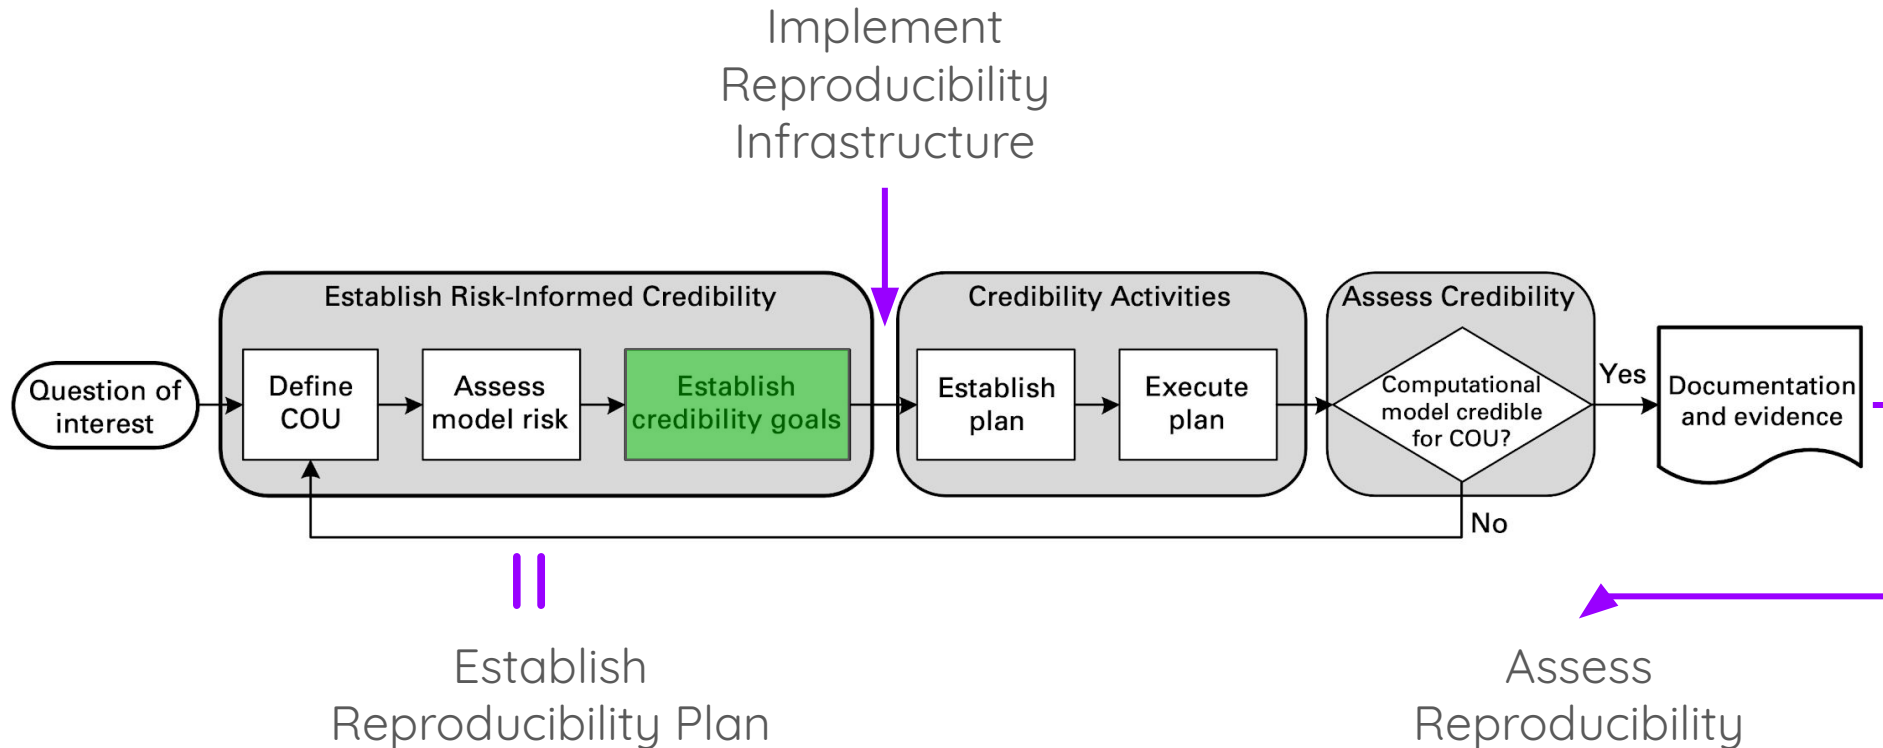 Implement
Reproducibility
Infrastructure
Establish Risk-Informed Credibility
Credibility Activities
Assess Credibility
Question of
interest
Define
COU
Assess
model risk
Establish
credibility goals
Establish
plan
Execute
plan
Computational
model credible
for COU?
Yes
Documentation
and evidence
No
Establish
Reproducibility Plan
Assess
Reproducibility